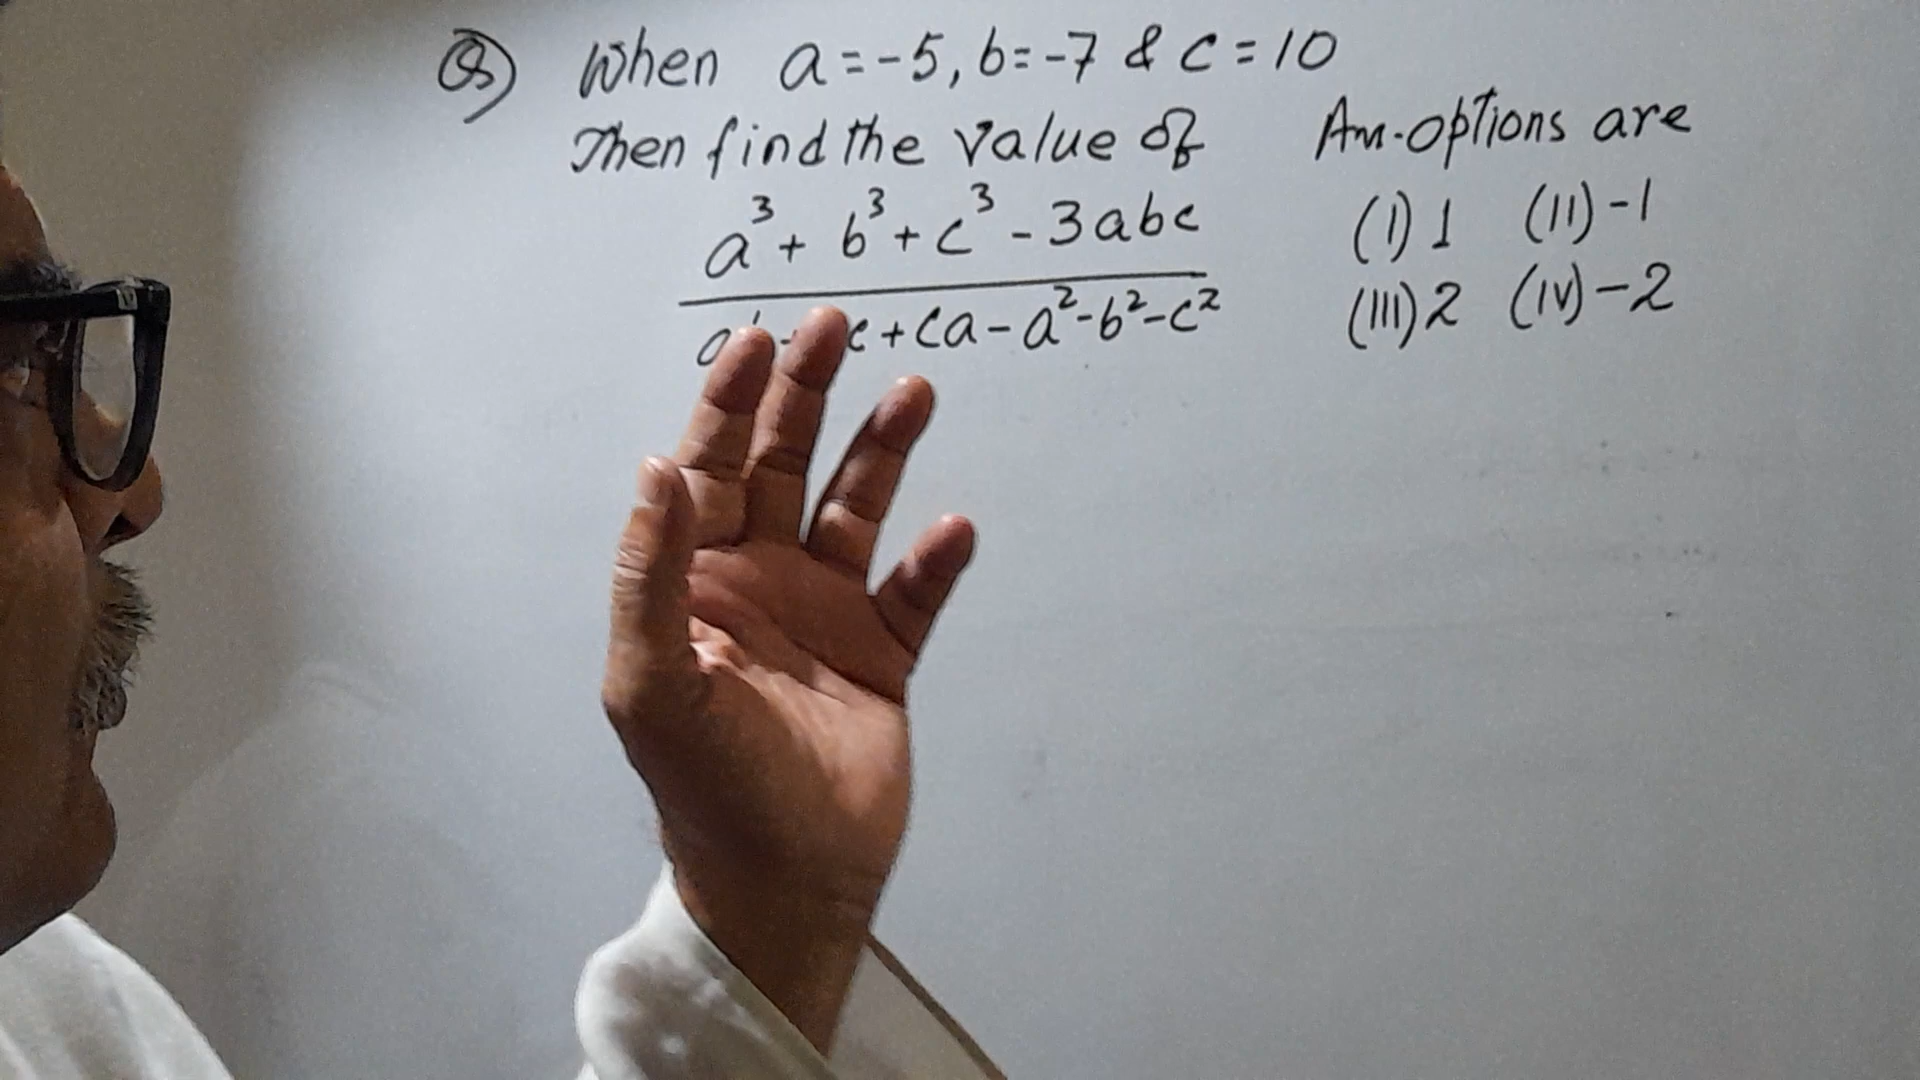 Q) When a=-5, b=-7 & c=10
Then find the value of
a³ + b³ + c³ - 3abc
c + ca - a² - b² - c²
Ans. options are
(I) 1 (II) -1
(III) 2 (IV) -2